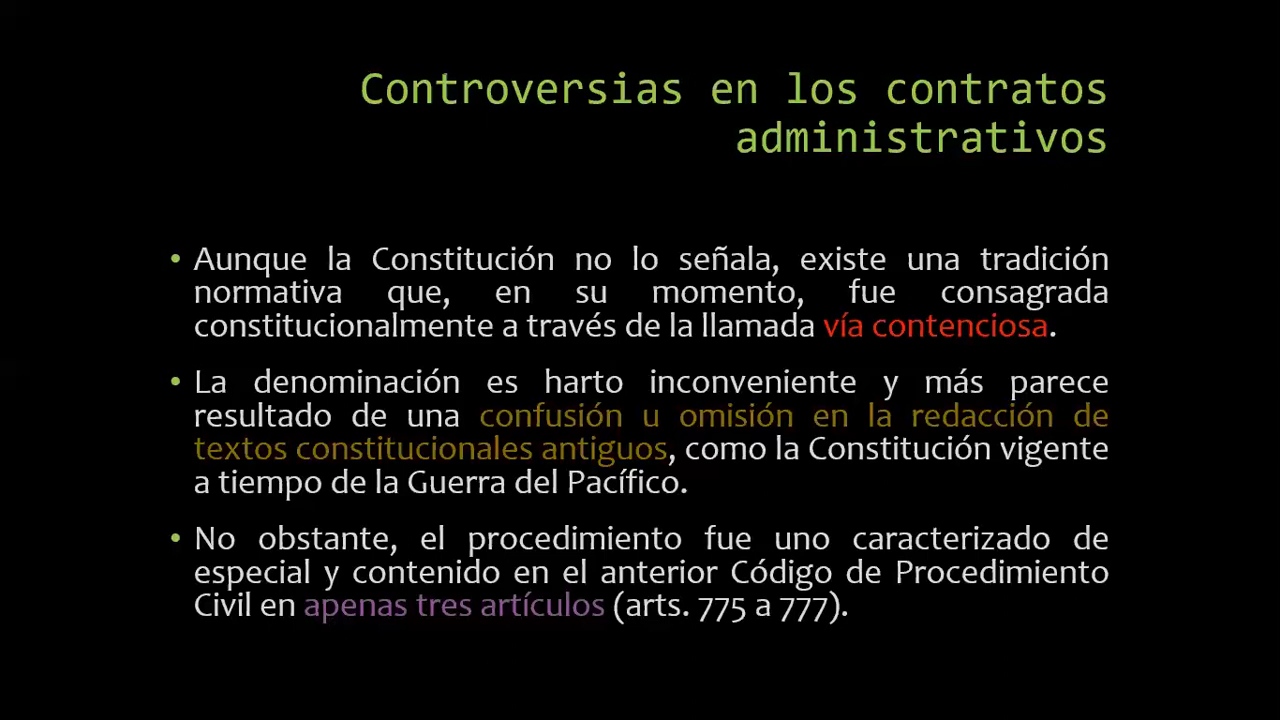 Controversias en los contratos
administrativos
• Aunque la Constitución no lo señala, existe una tradición
normativa que, en su momento, fue consagrada
constitucionalmente a través de la llamada vía contenciosa.
• La denominación es harto inconveniente y más parece
resultado de una confusión u omisión en la redacción de
textos constitucionales antiguos, como la Constitución vigente
a tiempo de la Guerra del Pacífico.
• No obstante, el procedimiento fue uno caracterizado de
especial y contenido en el anterior Código de Procedimiento
Civil en apenas tres artículos (arts. 775 a 777).